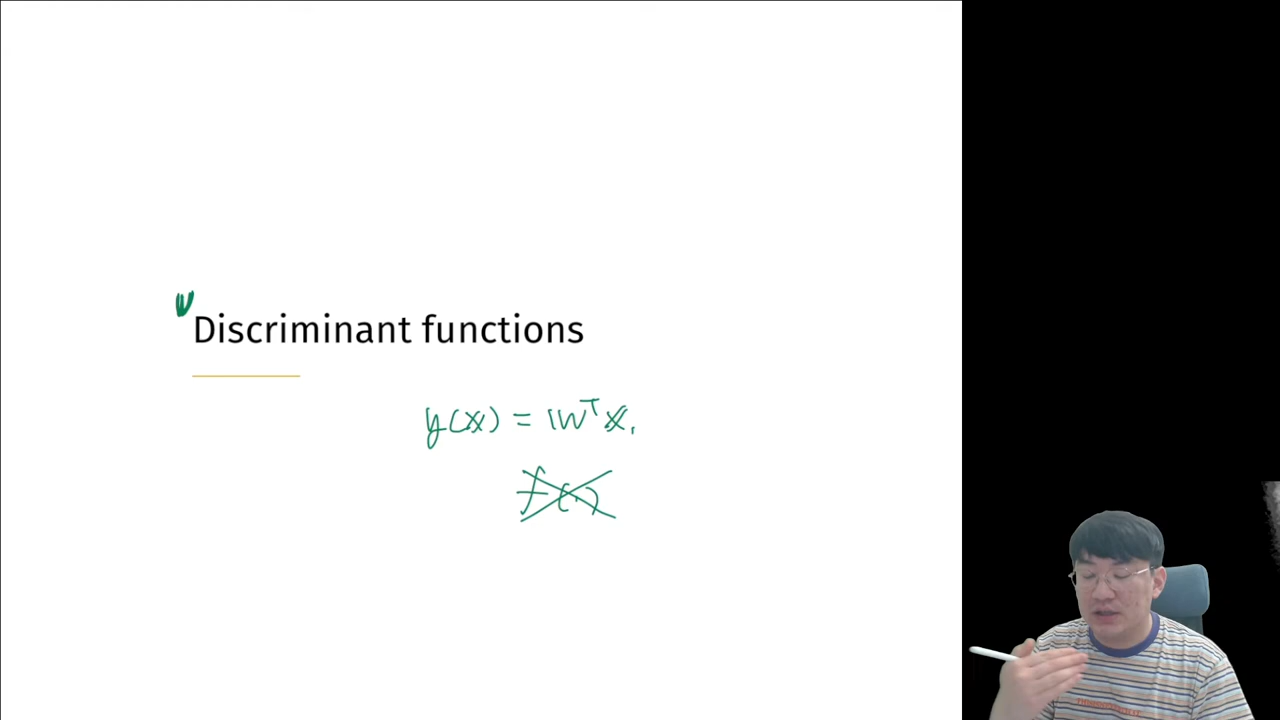 Discriminant functions
y(x) = w^T x.
f(·)